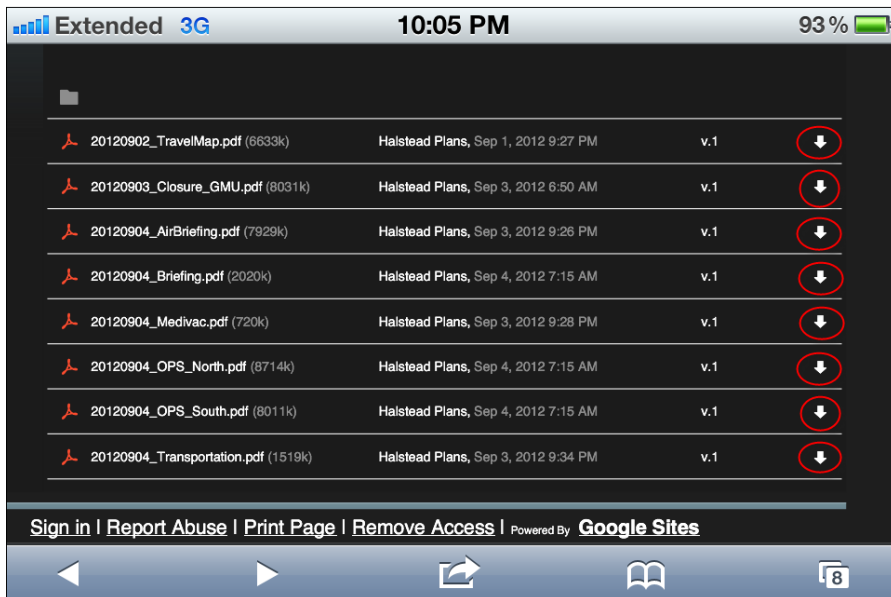 Extended 3G 10:05 PM 93%
20120902_TravelMap.pdf (6633k) Halstead Plans, Sep 1, 2012 9:27 PM v.1
20120903_Closure_GMU.pdf (8031k) Halstead Plans, Sep 3, 2012 6:50 AM v.1
20120904_AirBriefing.pdf (7929k) Halstead Plans, Sep 3, 2012 9:26 PM v.1
20120904_Briefing.pdf (2020k) Halstead Plans, Sep 4, 2012 7:15 AM v.1
20120904_Medivac.pdf (720k) Halstead Plans, Sep 3, 2012 9:28 PM v.1
20120904_OPS_North.pdf (8714k) Halstead Plans, Sep 4, 2012 7:15 AM v.1
20120904_OPS_South.pdf (8011k) Halstead Plans, Sep 4, 2012 7:15 AM v.1
20120904_Transportation.pdf (1519k) Halstead Plans, Sep 3, 2012 9:34 PM v.1
Sign in | Report Abuse | Print Page | Remove Access | Powered By Google Sites
8